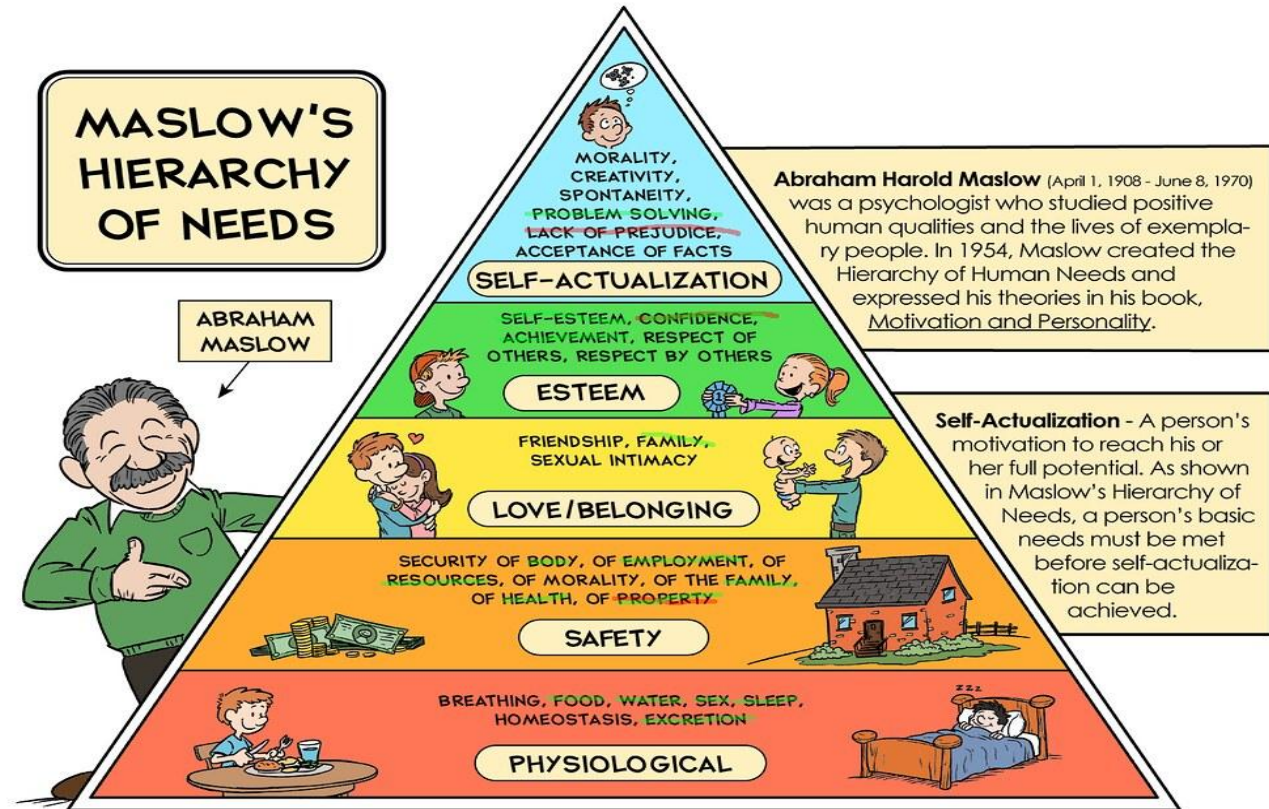 MASLOW'S
HIERARCHY
OF NEEDS
ABRAHAM
MASLOW
MORALITY,
CREATIVITY,
SPONTANEITY,
PROBLEM SOLVING,
LACK OF PREJUDICE,
ACCEPTANCE OF FACTS
SELF-ACTUALIZATION
SELF-ESTEEM, CONFIDENCE,
ACHIEVEMENT, RESPECT OF
OTHERS, RESPECT BY OTHERS
ESTEEM
1
FRIENDSHIP, FAMILY,
SEXUAL INTIMACY
LOVE/BELONGING
SECURITY OF BODY, OF EMPLOYMENT, OF
RESOURCES, OF MORALITY, OF THE FAMILY,
OF HEALTH, OF PROPERTY
SAFETY
BREATHING, FOOD, WATER, SEX, SLEEP,
HOMEOSTASIS, EXCRETION
zzz
PHYSIOLOGICAL
Abraham Harold Maslow (April 1, 1908 - June 8, 1970)
was a psychologist who studied positive
human qualities and the lives of exempla-
ry people. In 1954, Maslow created the
Hierarchy of Human Needs and
expressed his theories in his book,
Motivation and Personality.
Self-Actualization - A person's
motivation to reach his or
her full potential. As shown
in Maslow's Hierarchy of
Needs, a person's basic
needs must be met
before self-actualiza-
tion can be
achieved.